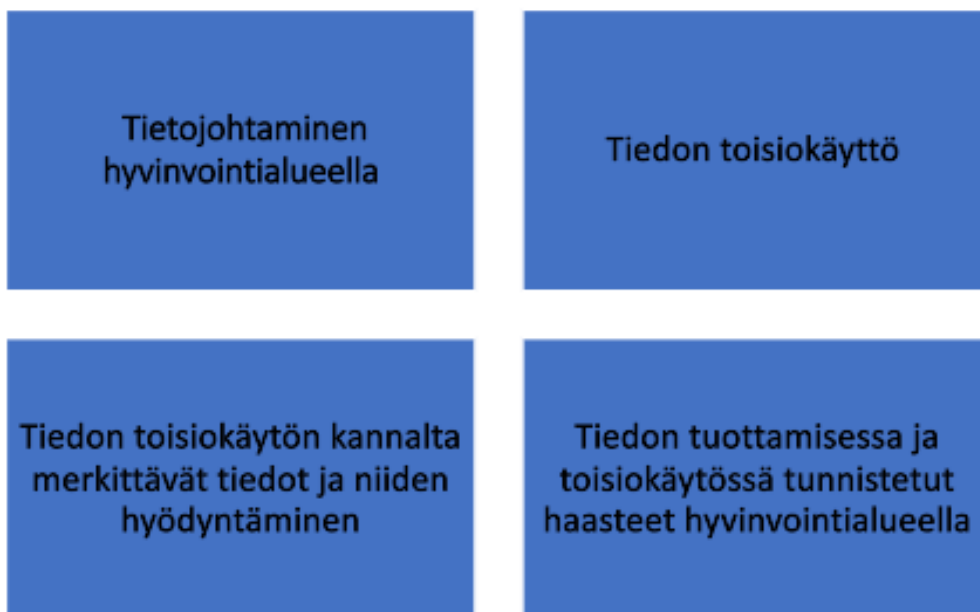 Tietojohtaminen
hyvinvointialueella
Tiedon toisiokäyttö
Tiedon toisiokäytön kannalta
merkittävät tiedot ja niiden
hyödyntäminen
Tiedon tuottamisessa ja
toisiokäytössä tunnistetut
haasteet hyvinvointialueella